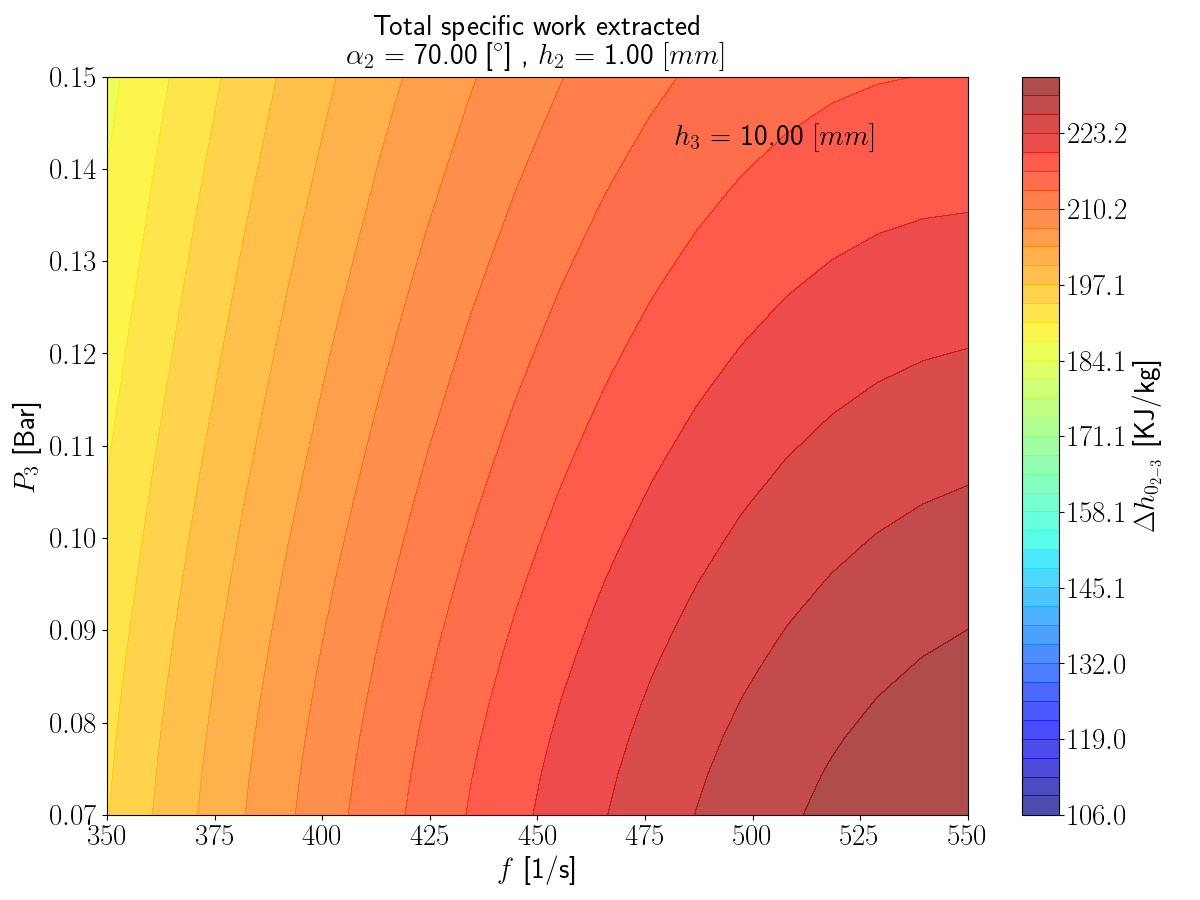 Total specific work extracted
α₂ = 70.00 [°] , h₂ = 1.00 [mm]
h₃ = 10.00 [mm]
0.15
0.14
0.13
0.12
0.11
0.10
0.09
0.08
0.07
P₃ [Bar]
350 375 400 425 450 475 500 525 550
f [1/s]
223.2
210.2
197.1
184.1
171.1
158.1
145.1
132.0
119.0
106.0
Δh₀₂₋₃ [KJ/kg]